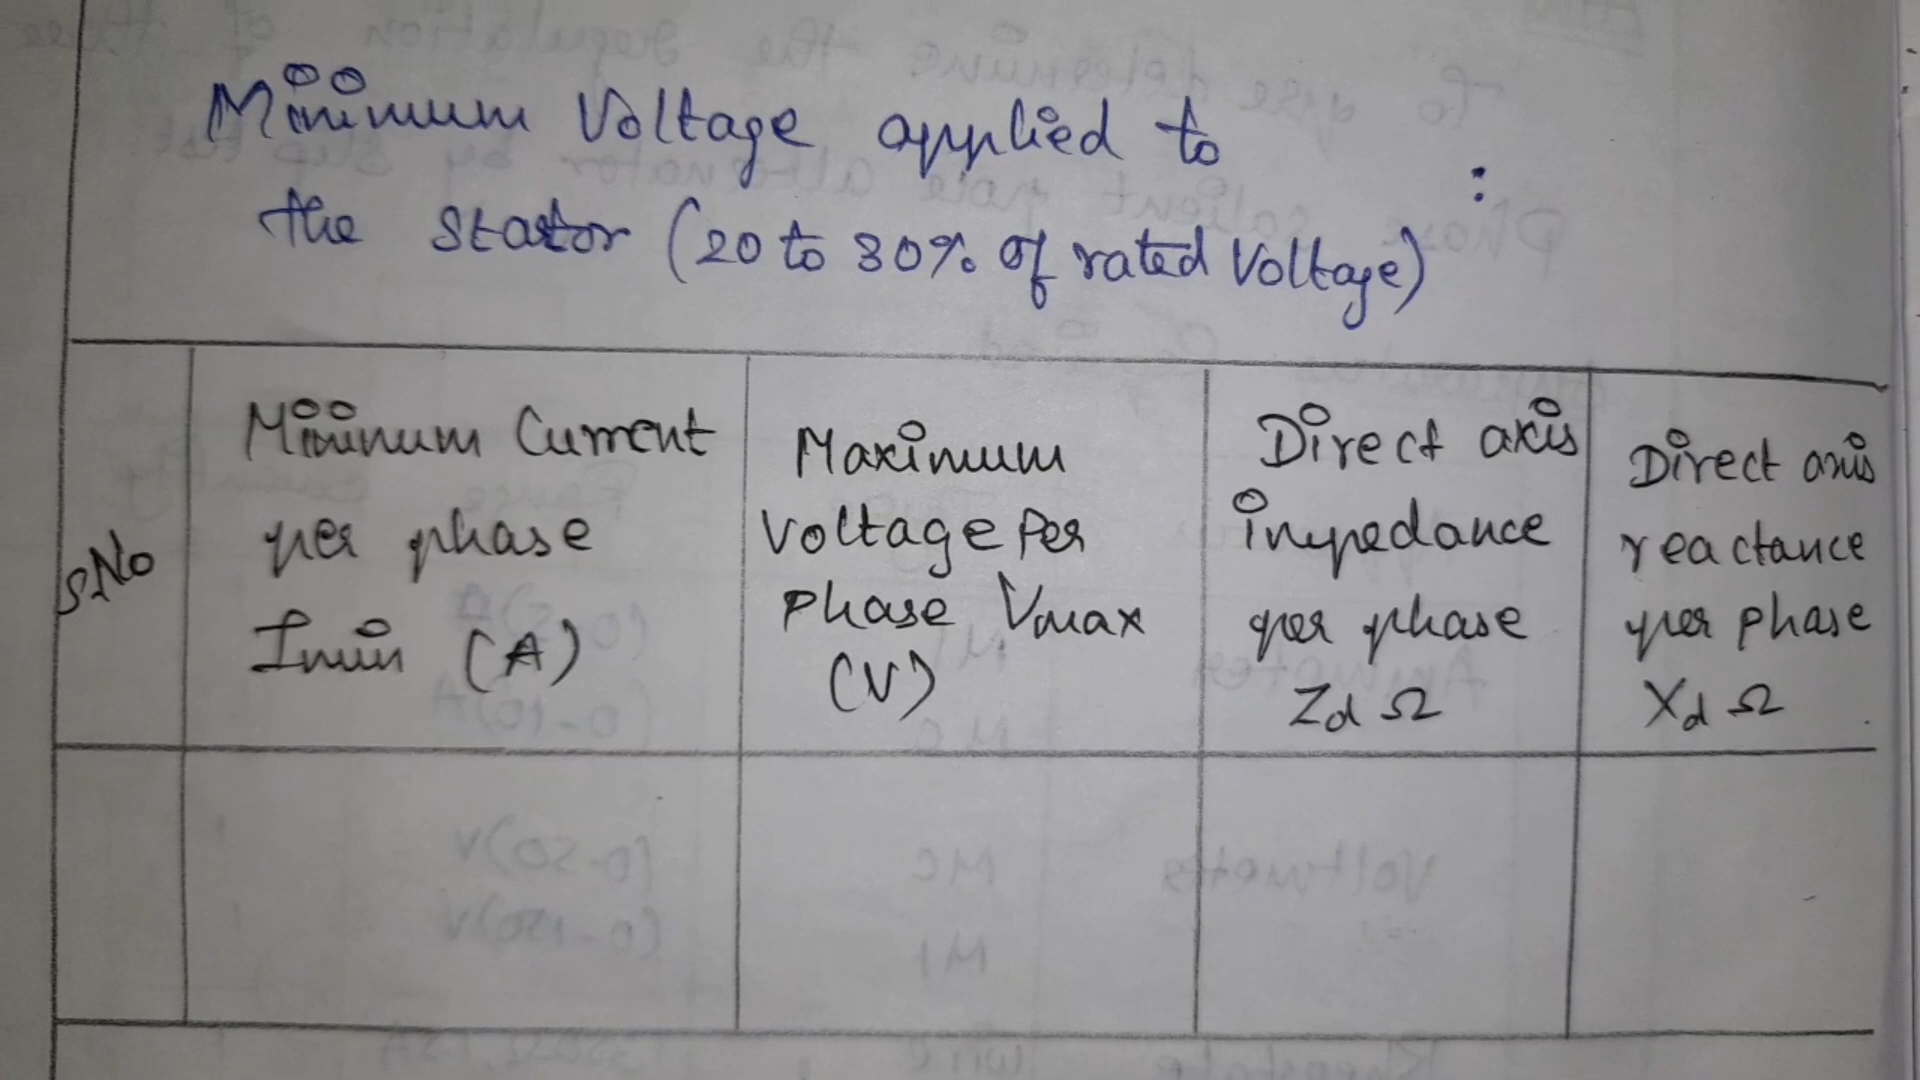 Minimum Voltage applied to
the stator (20 to 30% of rated Voltage) :
S.No
Minimum Current
per phase
Imin (A)
Maximum
Voltage Per
Phase Vmax
(V)
Direct axis
impedance
per phase
Zd Ω
Direct axis
reactance
per phase
Xd Ω